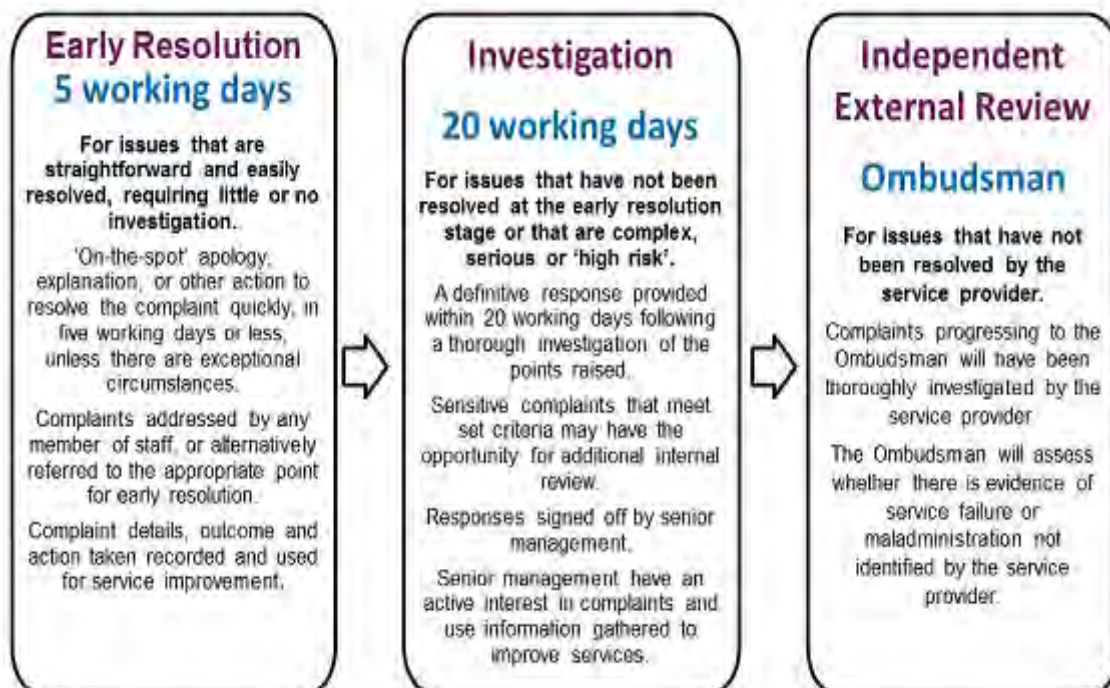 Early Resolution
5 working days
For issues that are
straightforward and easily
resolved, requiring little or no
investigation.
'On-the-spot' apology,
explanation, or other action to
resolve the complaint quickly, in
five working days or less,
unless there are exceptional
circumstances.
Complaints addressed by any
member of staff, or alternatively
referred to the appropriate point
for early resolution.
Complaint details, outcome and
action taken recorded and used
for service improvement.
Investigation
20 working days
For issues that have not been
resolved at the early resolution
stage or that are complex,
serious or 'high risk'.
A definitive response provided
within 20 working days following
a thorough investigation of the
points raised.
Sensitive complaints that meet
set criteria may have the
opportunity for additional internal
review.
Responses signed off by senior
management.
Senior management have an
active interest in complaints and
use information gathered to
improve services.
Independent
External Review
Ombudsman
For issues that have not
been resolved by the
service provider.
Complaints progressing to the
Ombudsman will have been
thoroughly investigated by the
service provider
The Ombudsman will assess
whether there is evidence of
service failure or
maladministration not
identified by the service
provider.